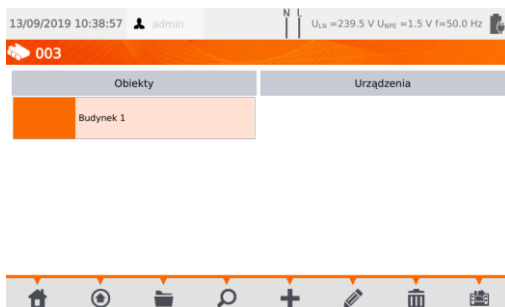 13/09/2019 10:38:57 admin N L ULN =239.5 V UNPE =1.5 V f=50.0 Hz
003
Obiekty Urządzenia
Budynek 1